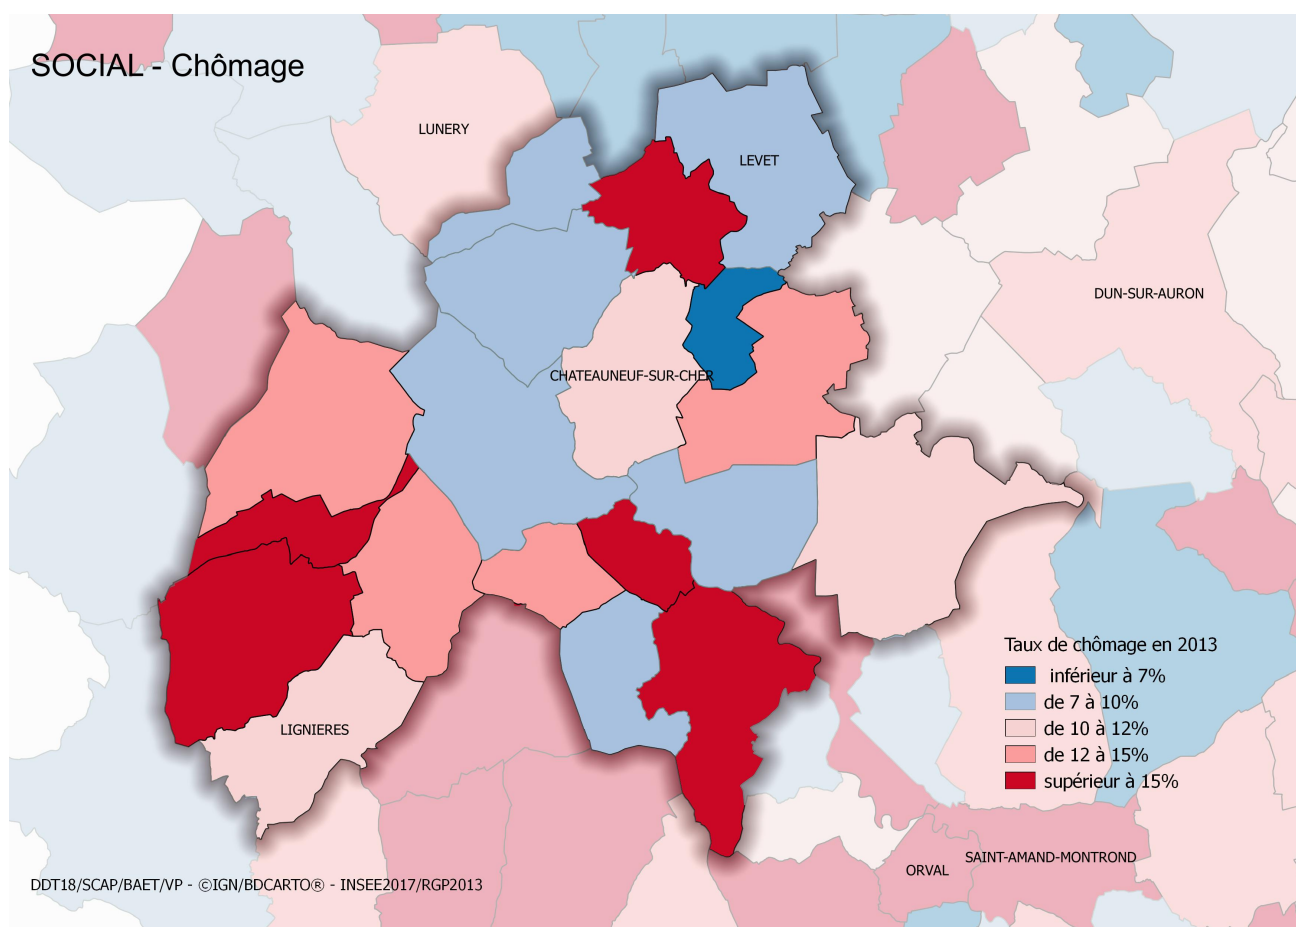 SOCIAL - Chômage
LUNERY
LEVET
DUN-SUR-AURON
CHATEAUNEUF-SUR-CHER
Taux de chômage en 2013
inférieur à 7%
de 7 à 10%
de 10 à 12%
LIGNIERES
de 12 à 15%
supérieur à 15%
SAINT-AMAND-MONTROND
ORVAL
DDT18/SCAP/BAET/VP - ©IGN/BDCARTO® - INSEE2017/RGP2013